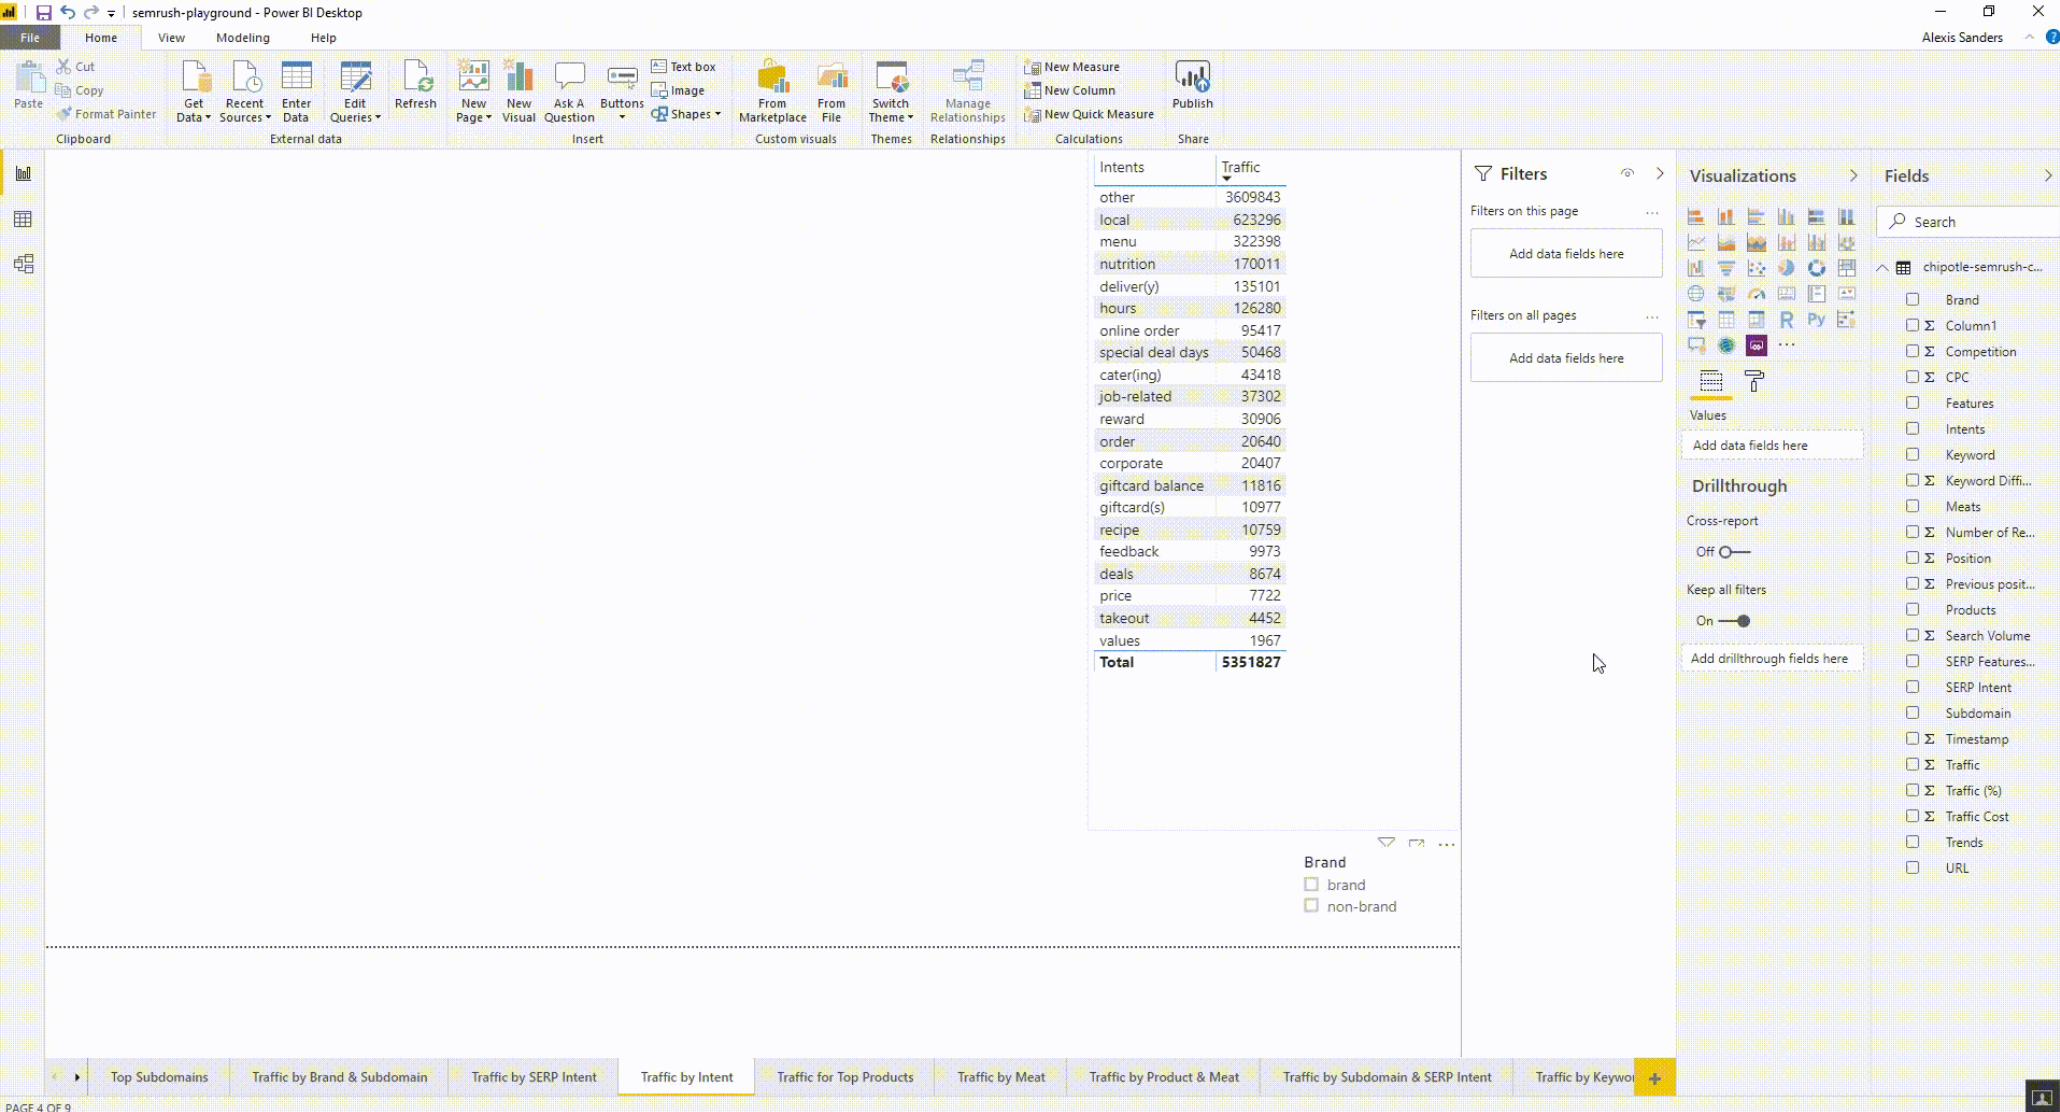 semrush-playground - Power BI Desktop
File Home View Modeling Help
Alexis Sanders
Paste
Cut
Copy
Format Painter
Clipboard
Get Data
Recent Sources
Enter Data
Edit Queries
Refresh
External data
New Page
New Visual
Ask A Question
Buttons
Text box
Image
Shapes
Insert
From Marketplace
From File
Custom visuals
Switch Theme
Themes
Manage Relationships
Relationships
New Measure
New Column
New Quick Measure
Calculations
Publish
Share
Intents Traffic
other 3609843
local 623296
menu 322398
nutrition 170011
deliver(y) 135101
hours 126280
online order 95417
special deal days 50468
cater(ing) 43418
job-related 37302
reward 30906
order 20640
corporate 20407
giftcard balance 11816
giftcard(s) 10977
recipe 10759
feedback 9973
deals 8674
price 7722
takeout 4452
values 1967
Total 5351827
Brand
brand
non-brand
Filters
Filters on this page ...
Add data fields here
Filters on all pages ...
Add data fields here
Visualizations
R Py
...
Values
Add data fields here
Drillthrough
Cross-report
Off
Keep all filters
On
Add drillthrough fields here
Fields
Search
chipotle-semrush-c...
Brand
Σ Column1
Σ Competition
Σ CPC
Features
Intents
Keyword
Σ Keyword Diffi...
Meats
Σ Number of Re...
Σ Position
Σ Previous posit...
Products
Σ Search Volume
SERP Features...
SERP Intent
Subdomain
Σ Timestamp
Σ Traffic
Σ Traffic (%)
Σ Traffic Cost
Trends
URL
Top Subdomains Traffic by Brand & Subdomain Traffic by SERP Intent Traffic by Intent Traffic for Top Products Traffic by Meat Traffic by Product & Meat Traffic by Subdomain & SERP Intent Traffic by Keywor
PAGE 4 OF 9